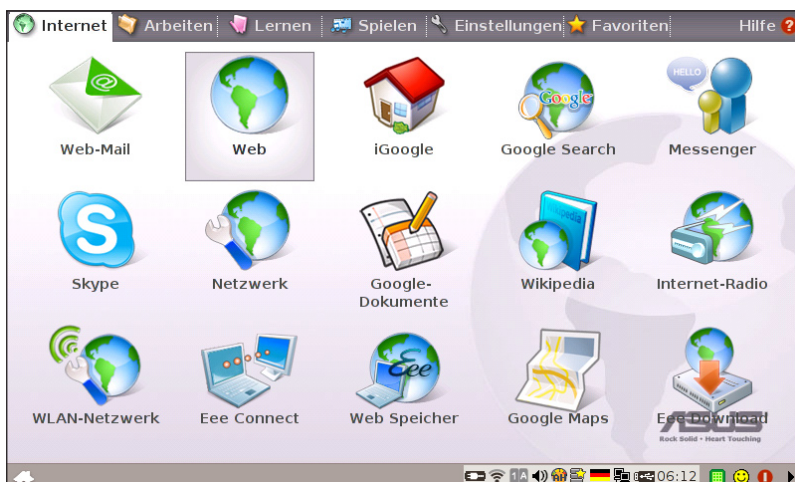 Internet Arbeiten Lernen Spielen Einstellungen Favoriten Hilfe ?
@
HELLO
Google
Web-Mail Web iGoogle Google Search Messenger
S
Wikipedia
Skype Netzwerk Google-Dokumente Wikipedia Internet-Radio
Eee
WLAN-Netzwerk Eee Connect Web Speicher Google Maps Eee Download
ASUS
Rock Solid • Heart Touching
1 A 06:12